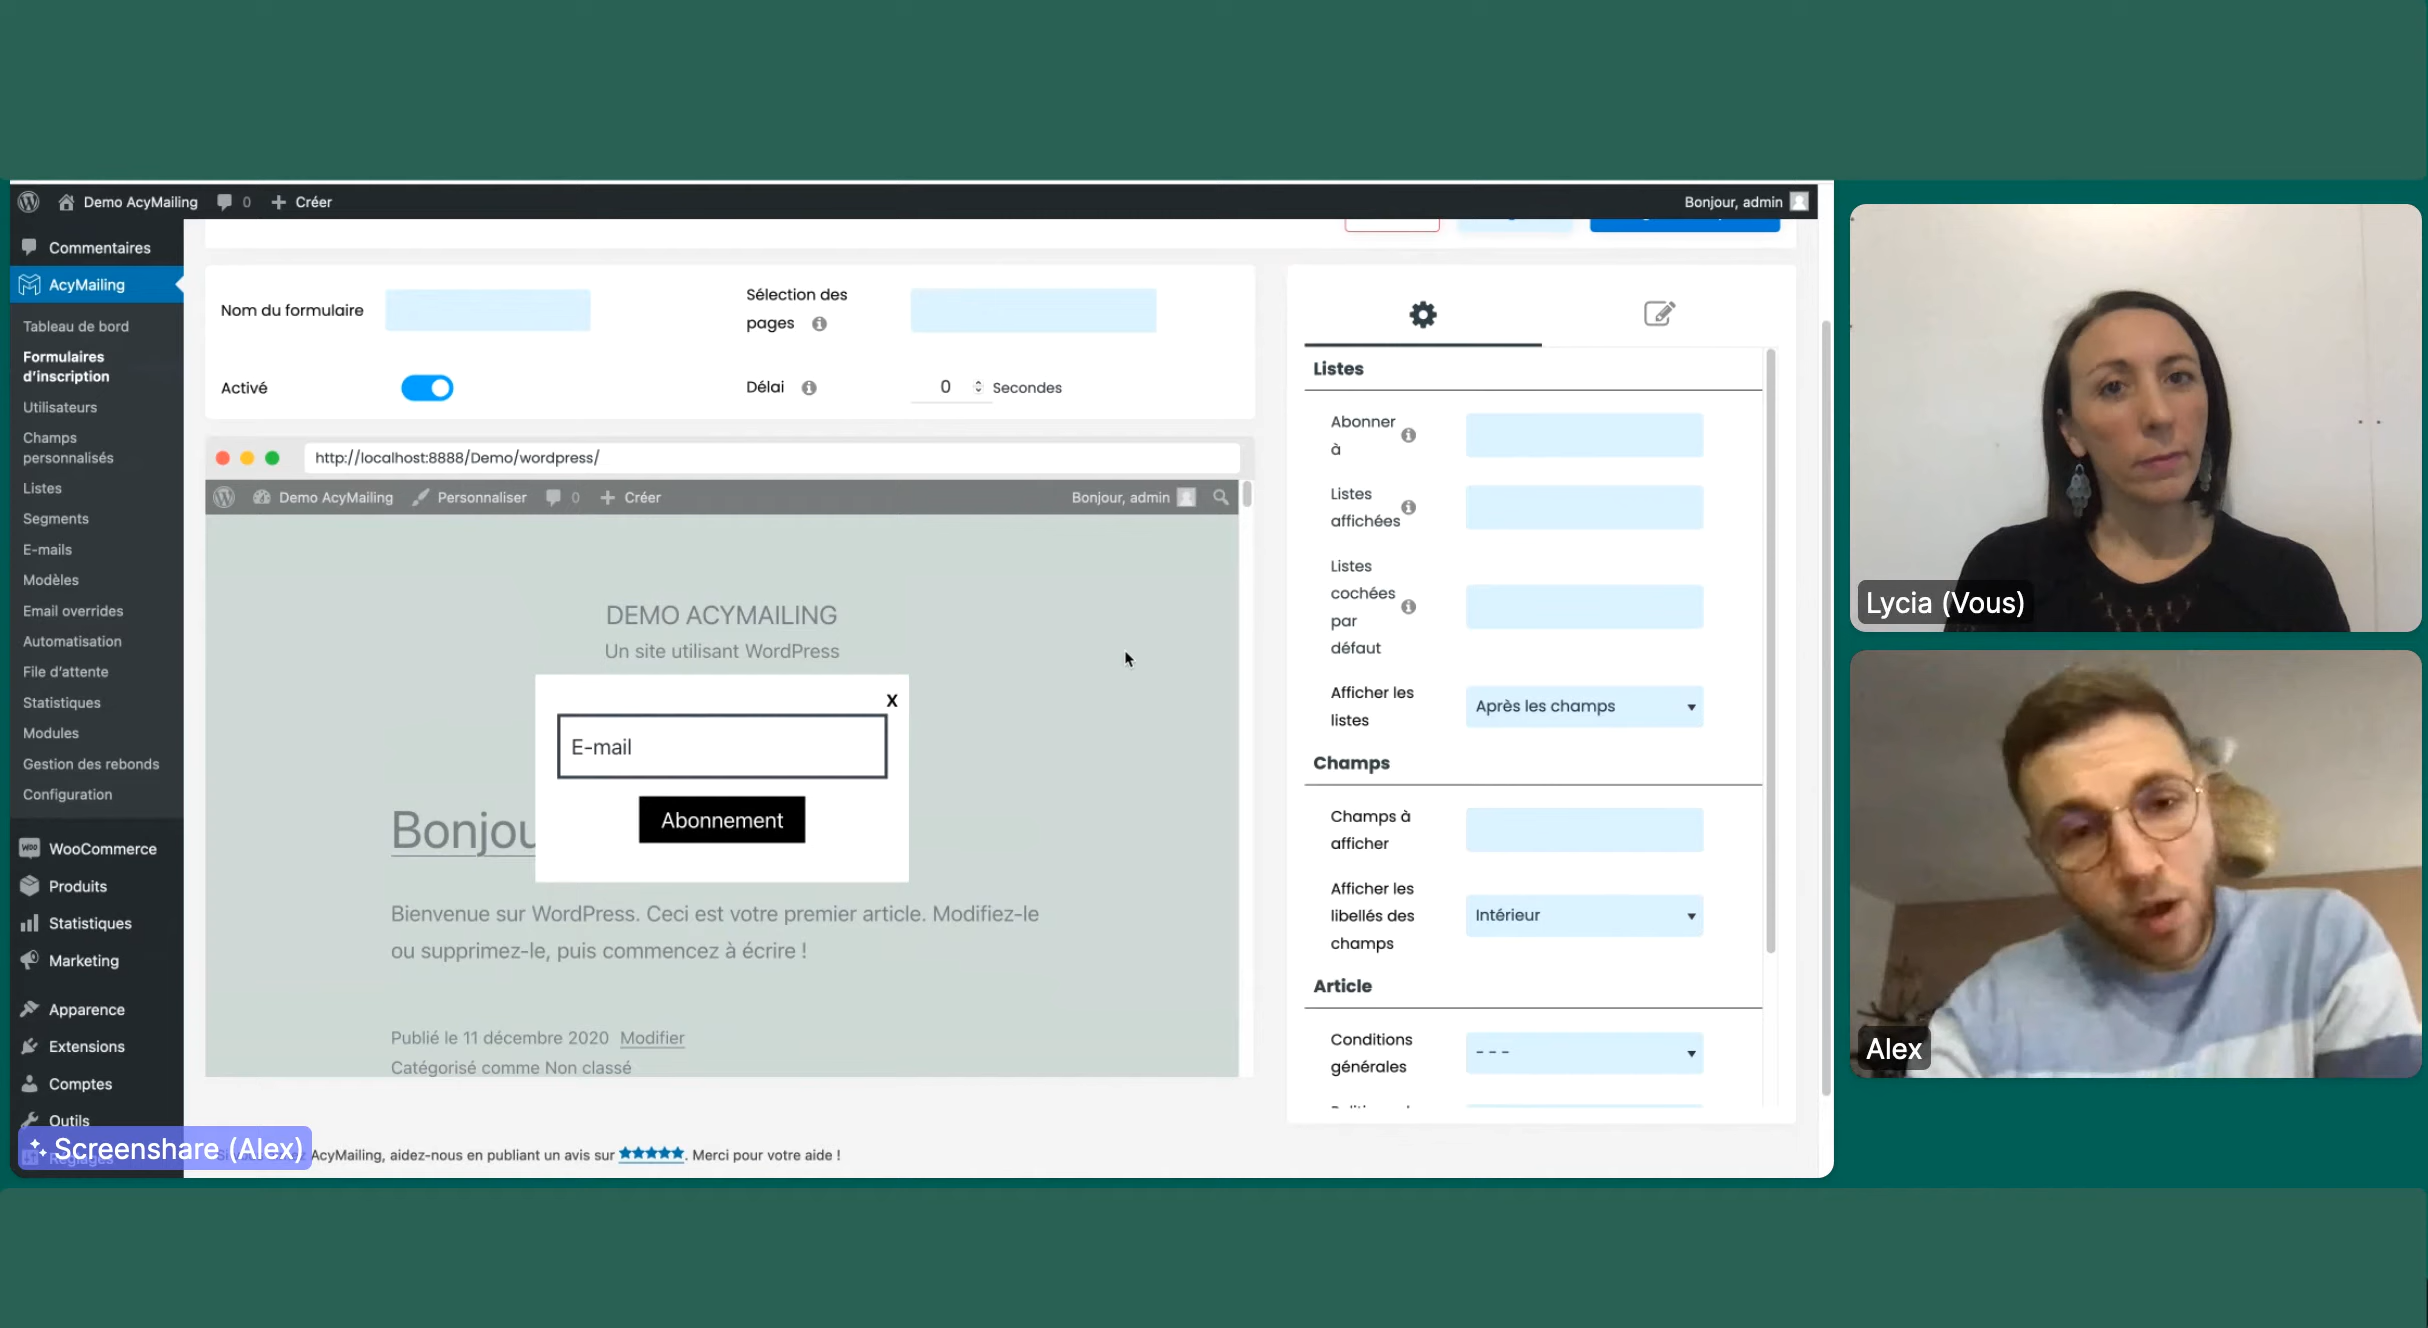 Demo AcyMailing
0
Créer
Bonjour, admin
Commentaires
AcyMailing
Tableau de bord
Formulaires
d'inscription
Utilisateurs
Champs
personnalisés
Listes
Segments
E-mails
Modèles
Email overrides
Automatisation
File d'attente
Statistiques
Modules
Gestion des rebonds
Configuration
WooCommerce
Produits
Statistiques
Marketing
Apparence
Extensions
Comptes
Outils
Nom du formulaire
Sélection des
pages
Activé
Délai
0
Secondes
http://localhost:8888/Demo/wordpress/
Demo AcyMailing
Personnaliser
0
Créer
Bonjour, admin
DEMO ACYMAILING
Un site utilisant WordPress
X
E-mail
Abonnement
Bonjou
Bienvenue sur WordPress. Ceci est votre premier article. Modifiez-le
ou supprimez-le, puis commencez à écrire !
Publié le 11 décembre 2020 Modifier
Catégorisé comme Non classé
AcyMailing, aidez-nous en publiant un avis sur ★★★★★. Merci pour votre aide !
Listes
Abonner
à
Listes
affichées
Listes
cochées
par
défaut
Afficher les
listes
Après les champs
Champs
Champs à
afficher
Afficher les
libellés des
champs
Intérieur
Article
Conditions
générales
- - -
Screenshare (Alex)
Lycia (Vous)
Alex